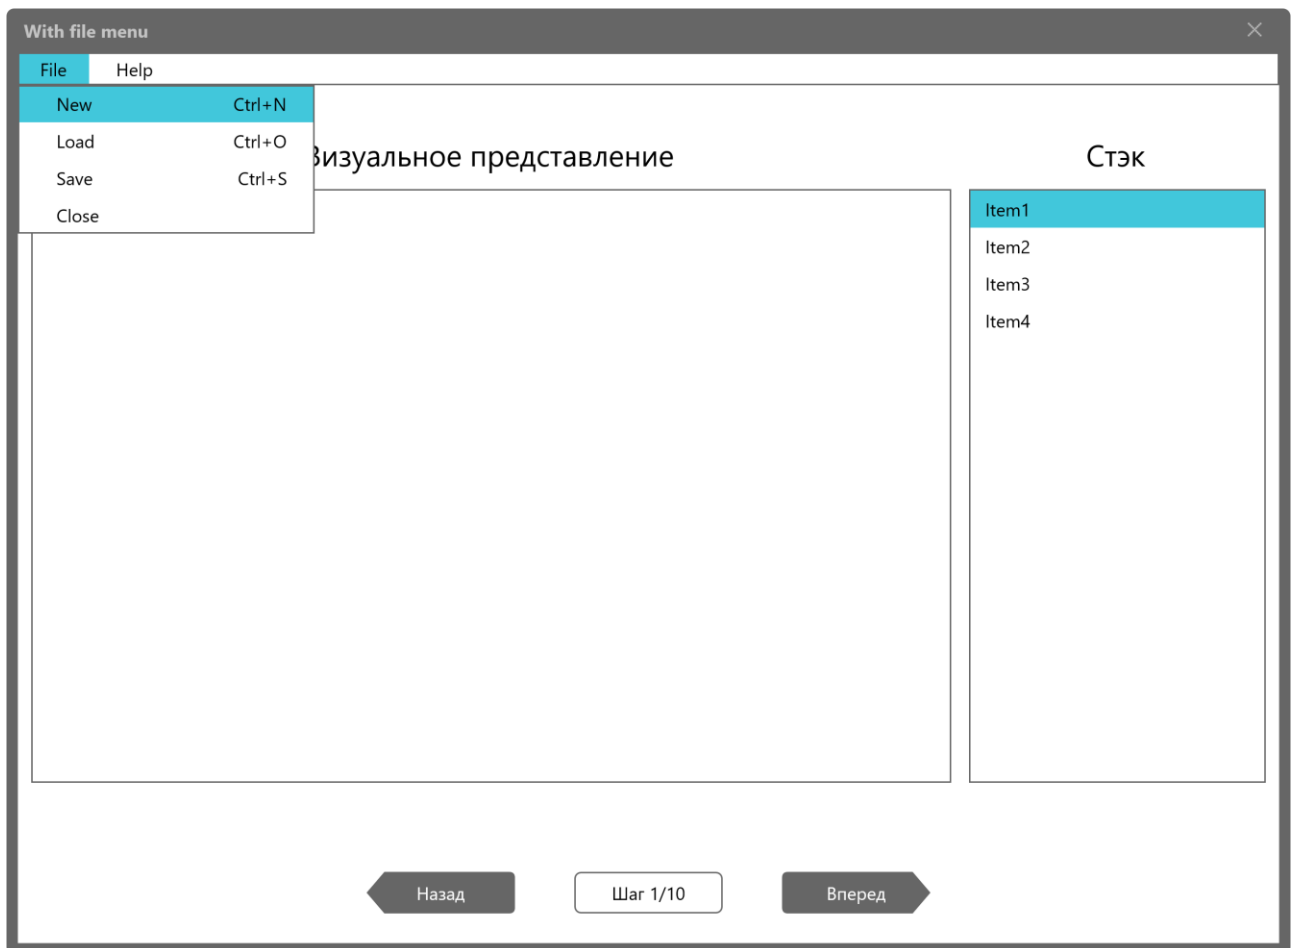 With file menu
File Help
New Ctrl+N
Load Ctrl+O
Save Ctrl+S
Close
Визуальное представление
Стэк
Item1
Item2
Item3
Item4
Назад
Шаг 1/10
Вперед